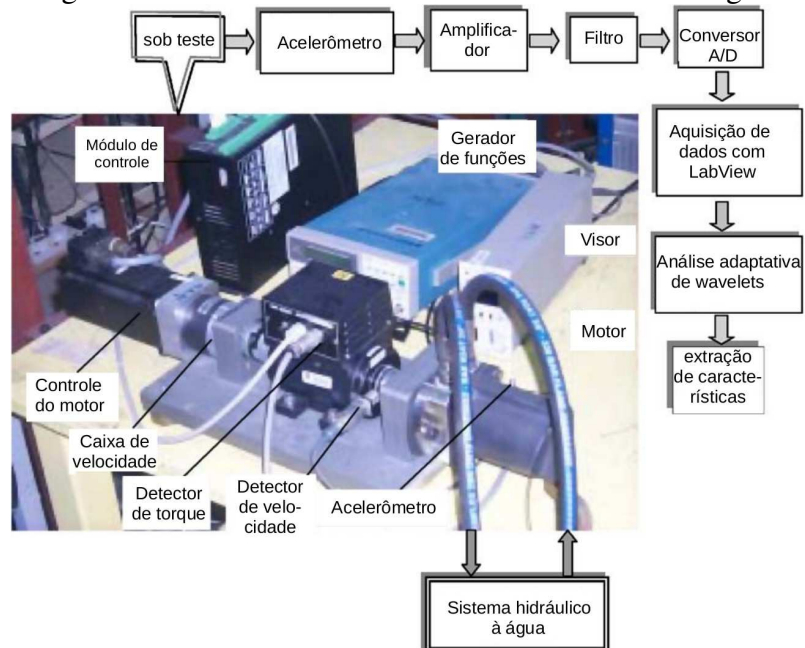 sob teste
Acelerômetro
Amplifica-
dor
Filtro
Conversor
A/D
Módulo de
controle
Gerador
de funções
Aquisição de
dados com
LabView
Visor
Análise adaptativa
de wavelets
Motor
extração
de caracte-
rísticas
Controle
do motor
Caixa de
velocidade
Detector
de torque
Detector
de velo-
cidade
Acelerômetro
Sistema hidráulico
à água